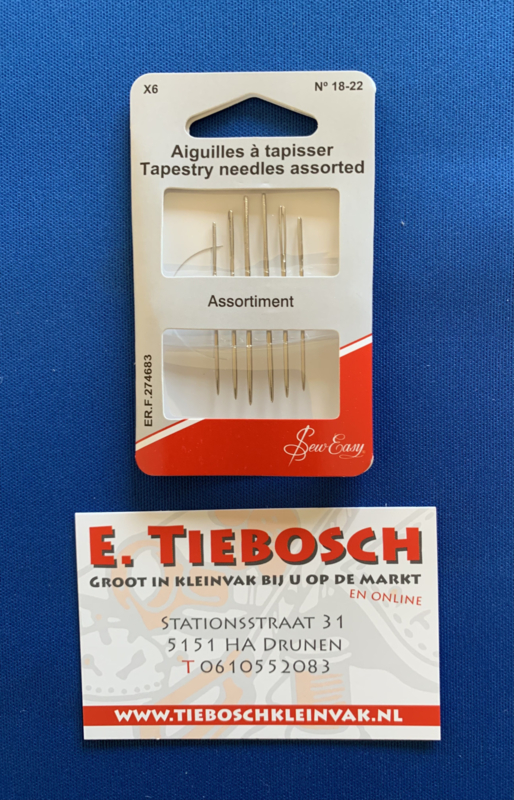 X6
Nº 18-22
Aiguilles à tapisser
Tapestry needles assorted
Assortiment
ER.F.274683
Sew Easy
E. TIEBOSCH
GROOT IN KLEINVAK BIJ U OP DE MARKT
EN ONLINE
STATIONSSTRAAT 31
5151 HA DRUNEN
T 0610552083
WWW.TIEBOSCHKLEINVAK.NL